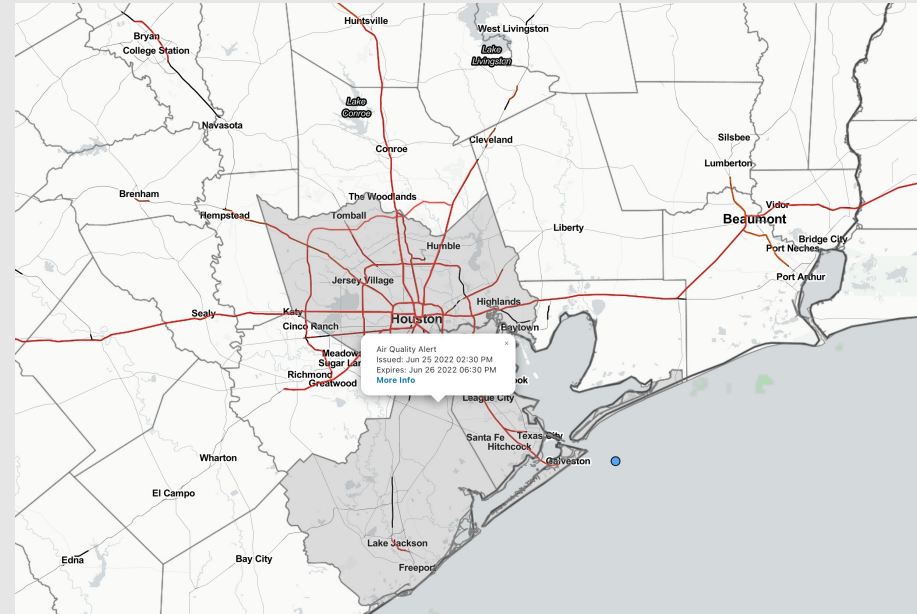 Huntsville
West Livingston
Bryan
College Station
Lake
Livingston
Lake
Conroe
Navasota
Conroe
Cleveland
Silsbee
Lumberton
Brenham
The Woodlands
Hempstead
Tomball
Vidor
Beaumont
Liberty
Humble
Bridge City
Port Neches
Port Arthur
Jersey Village
Highlands
Sealy
Katy
Houston
Cinco Ranch
Baytown
×
Air Quality Alert
Issued: Jun 25 2022 02:30 PM
Expires: Jun 26 2022 06:30 PM
More Info
Meadow
Sugar Lan
Richmond
Greatwood
ook
League City
Santa Fe
Texas City
Hitchcock
Galveston
Wharton
El Campo
Lake Jackson
Edna
Bay City
Freeport